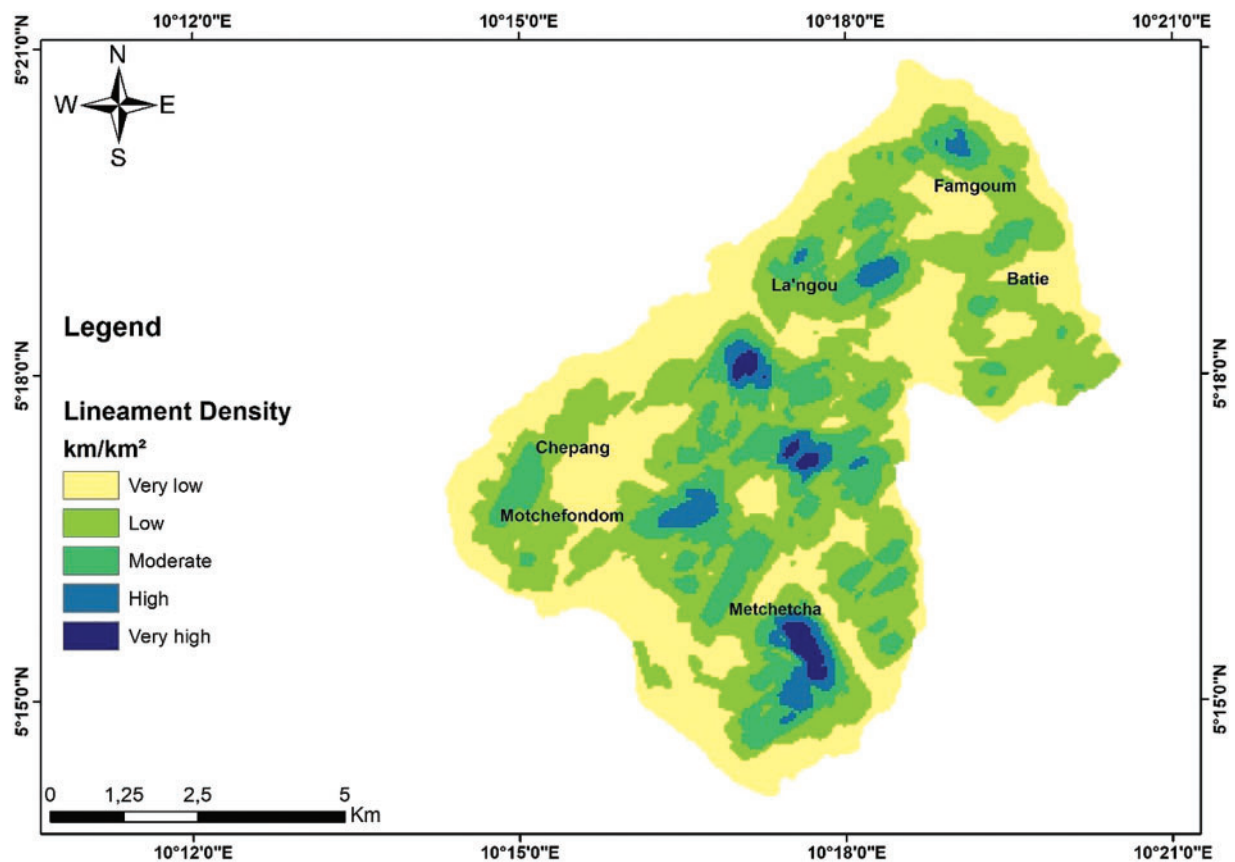 10°12'0"E 10°15'0"E 10°18'0"E 10°21'0"E
5°21'0"N
N
W E
S
Famgoum
La'ngou
Batie
Legend
5°18'0"N
5°18'0"N
Lineament Density
km/km²
Very low
Low
Moderate
High
Very high
Chepang
Motchefondom
Metchetcha
5°15'0"N
5°15'0"N
0 1,25 2,5 5
Km
10°12'0"E 10°15'0"E 10°18'0"E 10°21'0"E